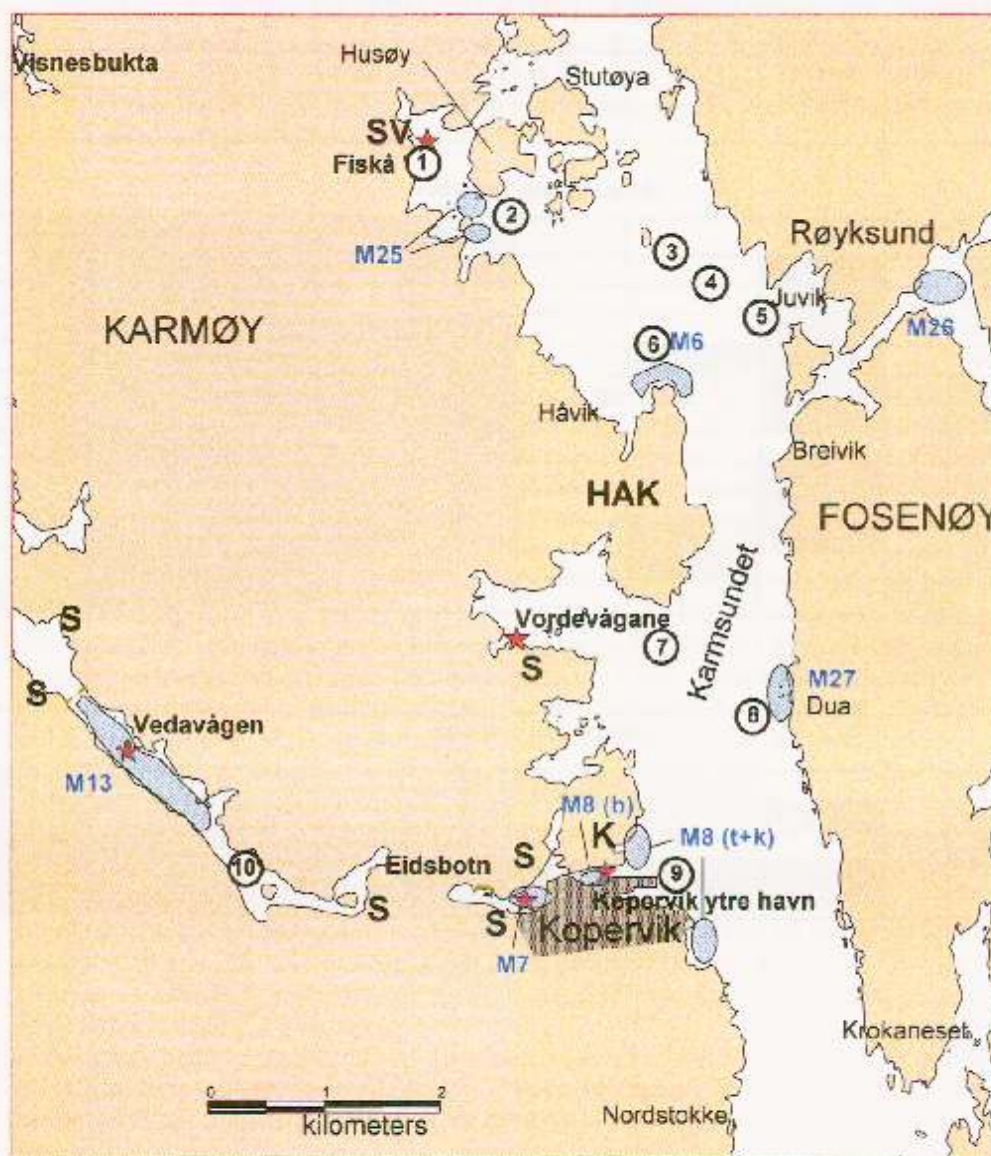 Visnesbukta
Husøy
Stutøya
SV
Fiskå
1
2
M25
3
4
5
Juvik
Røyksund
M26
KARMØY
6
M6
Håvik
Breivik
HAK
FOSENØY
Karmsundet
S
Vordevågane
7
S
S
M27
Dua
8
Vedavågen
M13
M8 (b)
K
M8 (t+k)
10
Eidsbotn
S
9
S
S
Kopervik ytre havn
Kopervik
M7
Krokaneset
0 1 2
kilometers
Nordstokke